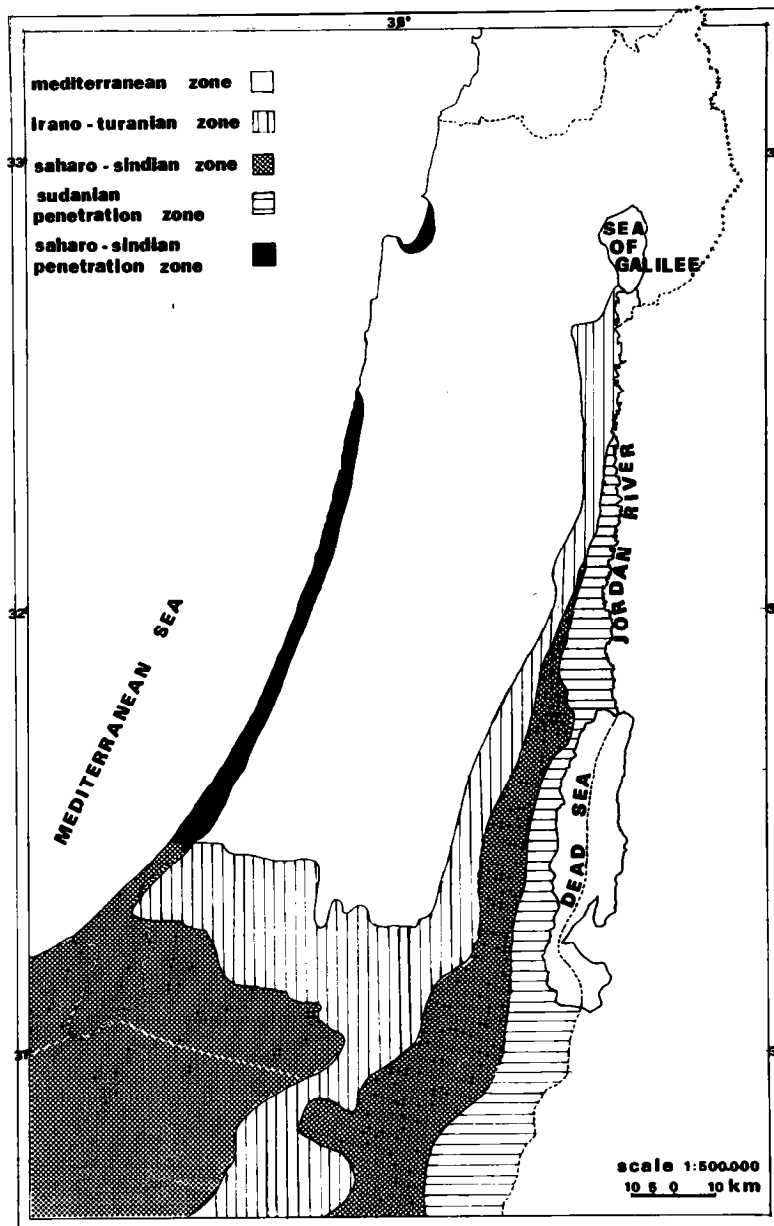 35°
mediterranean zone
irano-turanian zone
33°
saharo-sindian zone
sudanian
penetration zone
saharo-sindian
penetration zone
SEA
OF
GALILEE
JORDAN RIVER
32°
MEDITERRANEAN SEA
DEAD SEA
31°
scale 1:500.000
10 5 0 10 km